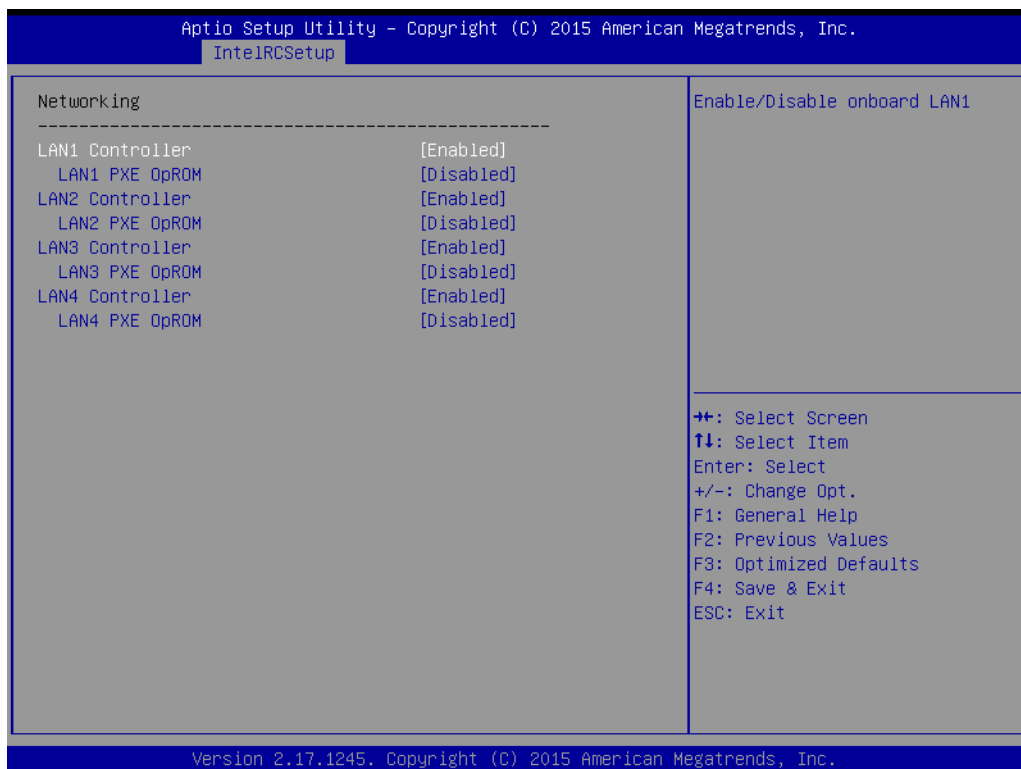 Aptio Setup Utility – Copyright (C) 2015 American Megatrends, Inc.
IntelRCSetup
Networking
--------------------------------------------------
LAN1 Controller [Enabled]
LAN1 PXE OpROM [Disabled]
LAN2 Controller [Enabled]
LAN2 PXE OpROM [Disabled]
LAN3 Controller [Enabled]
LAN3 PXE OpROM [Disabled]
LAN4 Controller [Enabled]
LAN4 PXE OpROM [Disabled]
Enable/Disable onboard LAN1
→←: Select Screen
↑↓: Select Item
Enter: Select
+/-: Change Opt.
F1: General Help
F2: Previous Values
F3: Optimized Defaults
F4: Save & Exit
ESC: Exit
Version 2.17.1245. Copyright (C) 2015 American Megatrends, Inc.